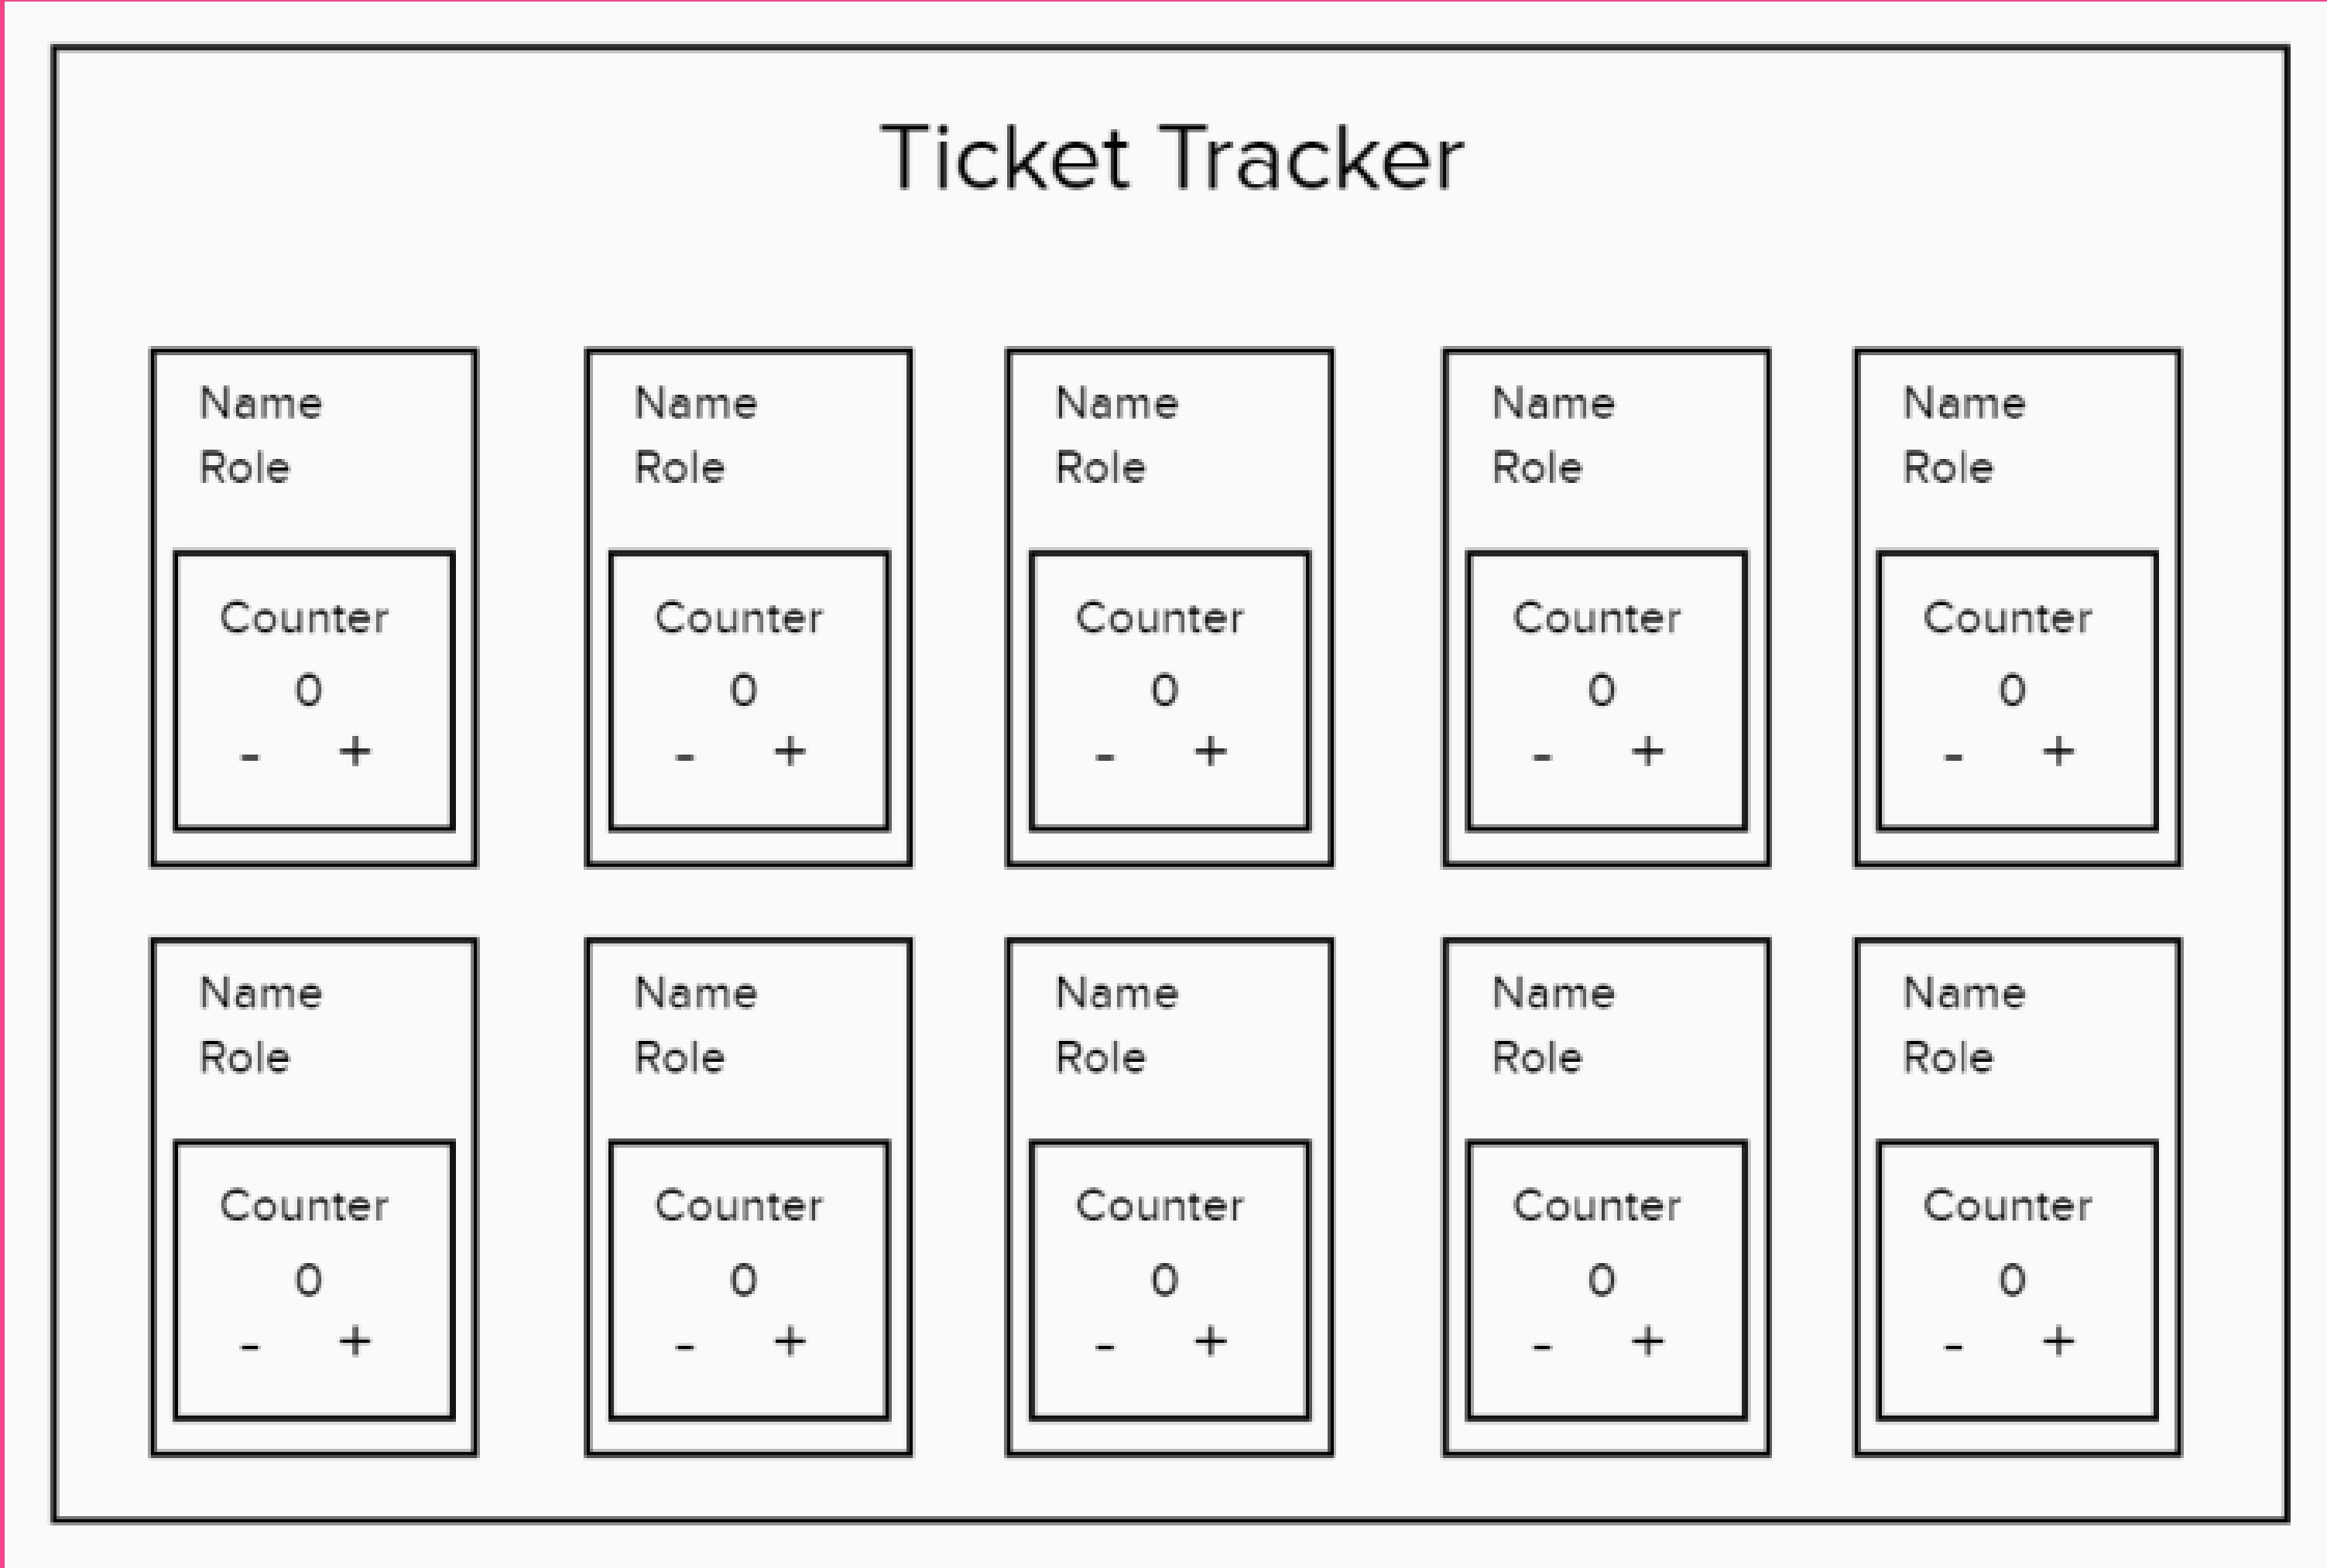 Ticket Tracker
Name
Role
Counter
0
- +
Name
Role
Counter
0
- +
Name
Role
Counter
0
- +
Name
Role
Counter
0
- +
Name
Role
Counter
0
- +
Name
Role
Counter
0
- +
Name
Role
Counter
0
- +
Name
Role
Counter
0
- +
Name
Role
Counter
0
- +
Name
Role
Counter
0
- +